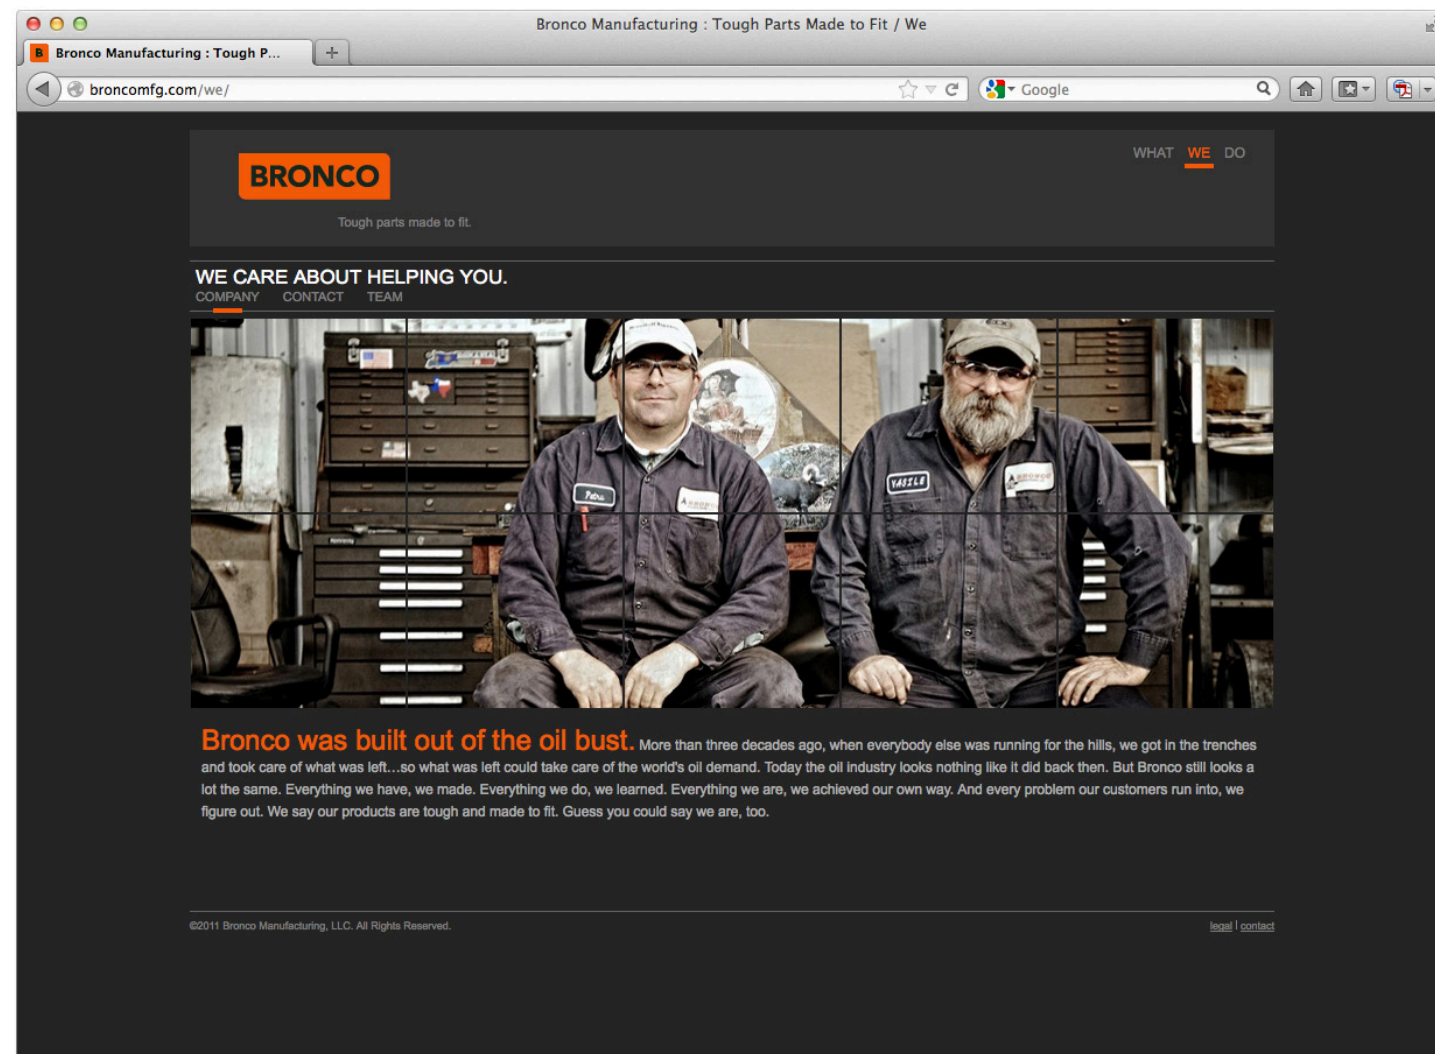 Bronco Manufacturing : Tough Parts Made to Fit / We
B Bronco Manufacturing : Tough P...
broncomfg.com/we/
Google
WHAT WE DO
BRONCO
Tough parts made to fit.
WE CARE ABOUT HELPING YOU.
COMPANY CONTACT TEAM
Petru
BRONCO
VASILE
BRONCO
Bronco was built out of the oil bust. More than three decades ago, when everybody else was running for the hills, we got in the trenches
and took care of what was left...so what was left could take care of the world's oil demand. Today the oil industry looks nothing like it did back then. But Bronco still looks a
lot the same. Everything we have, we made. Everything we do, we learned. Everything we are, we achieved our own way. And every problem our customers run into, we
figure out. We say our products are tough and made to fit. Guess you could say we are, too.
©2011 Bronco Manufacturing, LLC. All Rights Reserved.
legal | contact